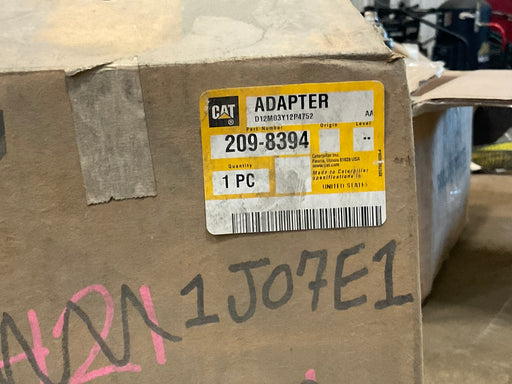 CAT ®
ADAPTER
D12M03Y12P4752 AA
Part Number Origin Level
209-8394 --
Caterpillar Inc.
Peoria, Illinois 61629 USA
www.cat.com
Quantity
1 PC
Made to Caterpillar
specifications in
UNITED STATES
1J07E1
421